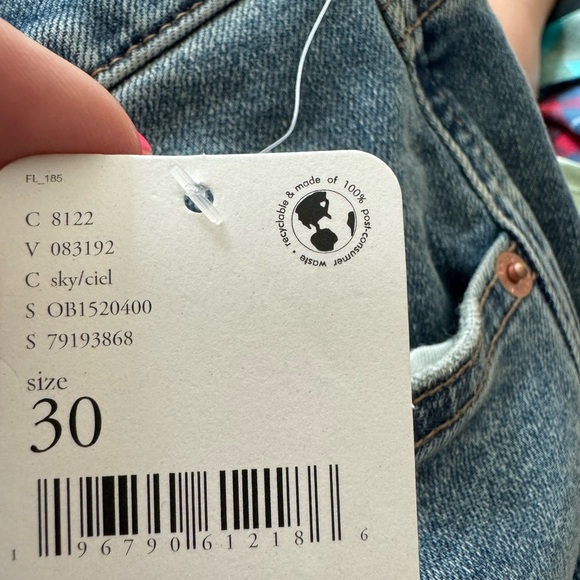 FL_185
recyclable & made of 100% post-consumer waste •
C 8122
V 083192
C sky/ciel
S OB1520400
S 79193868
size
30
1 96790 61218 6